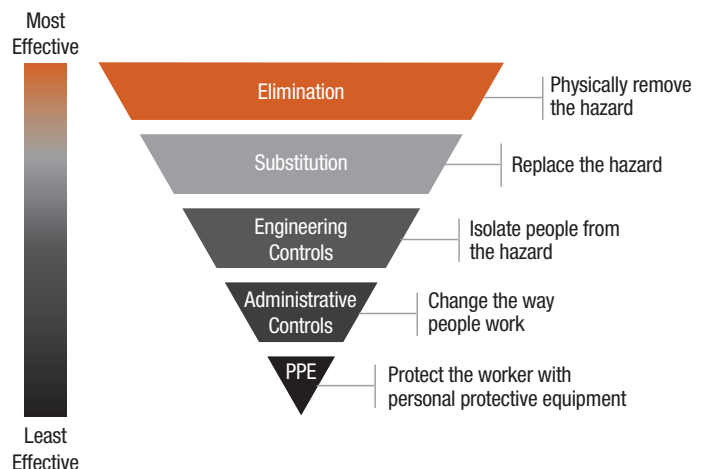 Most
Effective
Elimination
Physically remove
the hazard
Substitution
Replace the hazard
Engineering
Controls
Isolate people from
the hazard
Administrative
Controls
Change the way
people work
PPE
Protect the worker with
personal protective equipment
Least
Effective